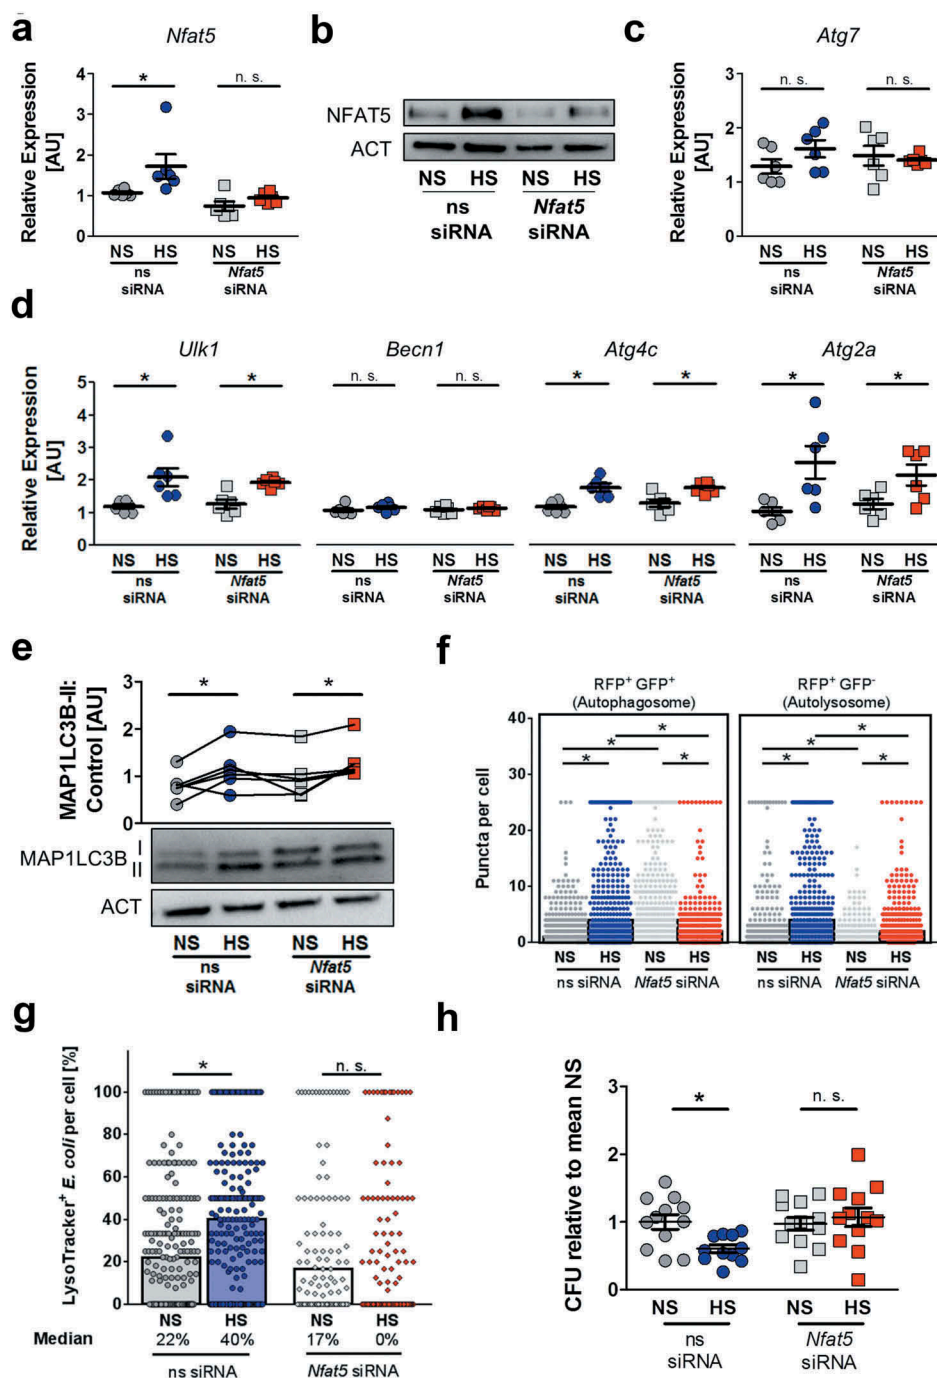 a
Nfat5
Relative Expression
[AU]
4
3
2
1
0
*
n. s.
NS HS NS HS
ns
siRNA
Nfat5
siRNA
b
NFAT5
ACT
NS HS NS HS
ns
siRNA
Nfat5
siRNA
c
Atg7
Relative Expression
[AU]
3
2
1
0
n. s.
n. s.
NS HS NS HS
ns
siRNA
Nfat5
siRNA
d
Relative Expression
[AU]
5
4
3
2
1
0
Ulk1
*
*
NS HS NS HS
ns
siRNA
Nfat5
siRNA
Becn1
n. s.
n. s.
NS HS NS HS
ns
siRNA
Nfat5
siRNA
Atg4c
*
*
NS HS NS HS
ns
siRNA
Nfat5
siRNA
Atg2a
*
*
NS HS NS HS
ns
siRNA
Nfat5
siRNA
e
MAP1LC3B-II:
Control [AU]
3
2
1
0
*
*
MAP1LC3B
I
II
ACT
NS HS NS HS
ns
siRNA
Nfat5
siRNA
f
Puncta per cell
40
30
20
10
0
RFP+ GFP+
(Autophagosome)
*
*
*
*
NS HS NS HS
ns siRNA Nfat5 siRNA
RFP+ GFP-
(Autolysosome)
*
*
*
*
NS HS NS HS
ns siRNA Nfat5 siRNA
g
LysoTracker+ E. coli per cell [%]
100
80
60
40
20
0
*
n. s.
NS HS NS HS
Median 22% 40% 17% 0%
ns siRNA Nfat5 siRNA
h
CFU relative to mean NS
3
2
1
0
*
n. s.
NS HS NS HS
ns
siRNA
Nfat5
siRNA